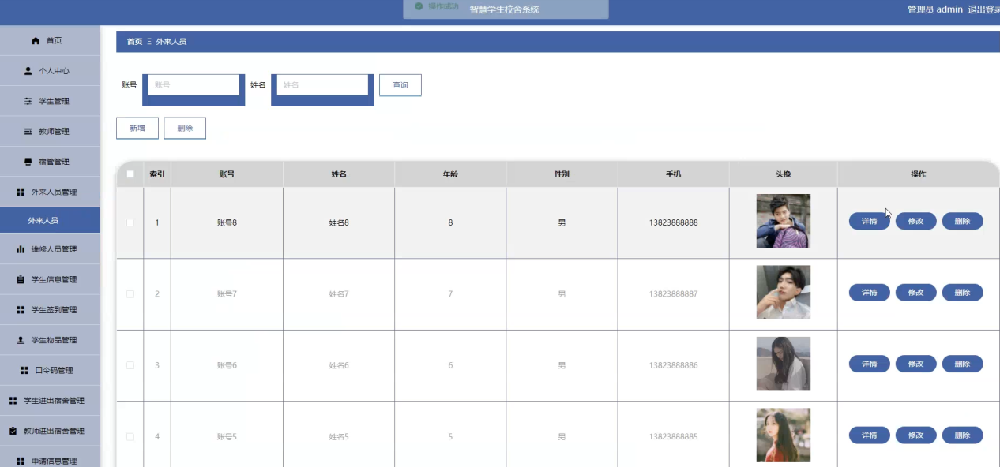 操作成功
智慧学生校舍系统
管理员 admin 退出登录
首页
个人中心
学生管理
教师管理
宿管管理
外来人员管理
外来人员
维修人员管理
学生信息管理
学生签到管理
学生物品管理
口令码管理
学生进出宿舍管理
教师进出宿舍管理
申请信息管理
首页 Ξ 外来人员
账号 账号 姓名 姓名 查询
新增 删除
索引 账号 姓名 年龄 性别 手机 头像 操作
1 账号8 姓名8 8 男 13823888888 详情 修改 删除
2 账号7 姓名7 7 男 13823888887 详情 修改 删除
3 账号6 姓名6 6 男 13823888886 详情 修改 删除
4 账号5 姓名5 5 男 13823888885 详情 修改 删除